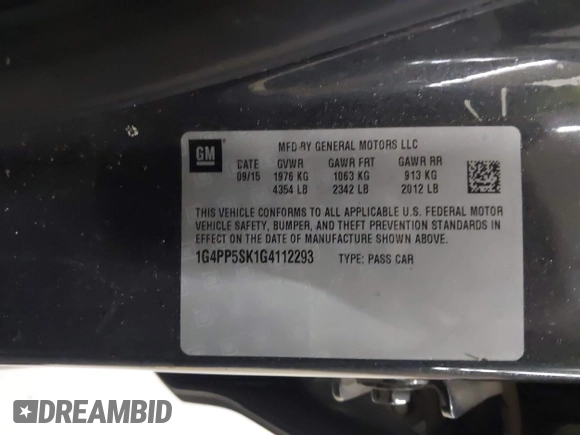 GM
MFD BY GENERAL MOTORS LLC
DATE GVWR GAWR FRT GAWR RR
09/15 1976 KG 1063 KG 913 KG
4354 LB 2342 LB 2012 LB
THIS VEHICLE CONFORMS TO ALL APPLICABLE U.S. FEDERAL MOTOR
VEHICLE SAFETY, BUMPER, AND THEFT PREVENTION STANDARDS
IN EFFECT ON THE DATE OF MANUFACTURE SHOWN ABOVE.
1G4PP5SK1G4112293 TYPE: PASS CAR
DREAMBID